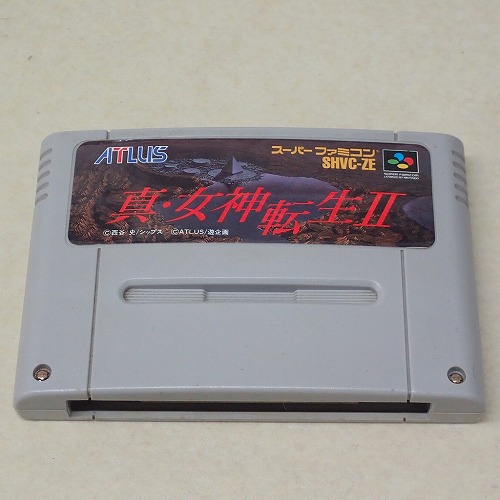 ATLUS
スーパーファミコン
SHVC-ZE
真・女神転生II
©西谷 史/シップス ©ATLUS/遊企画